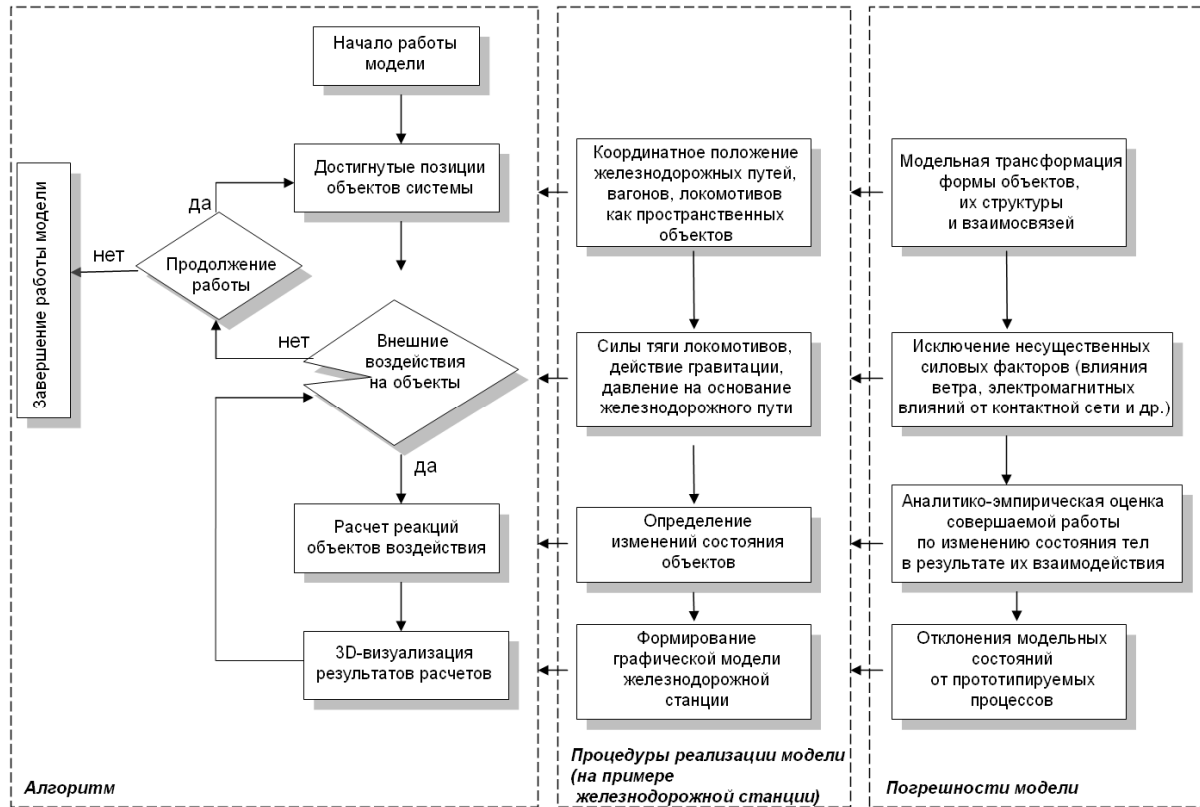 Начало работы
модели
Достигнутые позиции
объектов системы
да
Продолжение
работы
нет
Завершение работы модели
Внешние
воздействия
на объекты
нет
да
Расчет реакций
объектов воздействия
3D-визуализация
результатов расчетов
Алгоритм
Координатное положение
железнодорожных путей,
вагонов, локомотивов
как пространственных
объектов
Силы тяги локомотивов,
действие гравитации,
давление на основание
железнодорожного пути
Определение
изменений состояния
объектов
Формирование
графической модели
железнодорожной
станции
Процедуры реализации модели
(на примере
железнодорожной станции)
Модельная трансформация
формы объектов,
их структуры
и взаимосвязей
Исключение несущественных
силовых факторов (влияния
ветра, электромагнитных
влияний от контактной сети и др.)
Аналитико-эмпирическая оценка
совершаемой работы
по изменению состояния тел
в результате их взаимодействия
Отклонения модельных
состояний
от прототипируемых
процессов
Погрешности модели